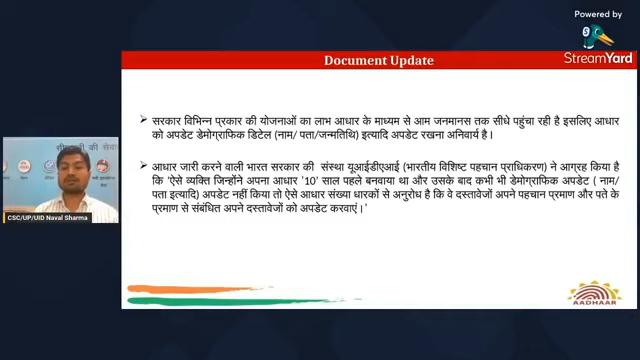 Powered by
StreamYard
Document Update
➢ सरकार विभिन्न प्रकार की योजनाओं का लाभ आधार के माध्यम से आम जनमानस तक सीधे पहुंचा रही है इसलिए आधार
को अपडेट डेमोग्राफिक डिटेल (नाम/ पता/जन्मतिथि) इत्यादि अपडेट रखना अनिवार्य है।
➢ आधार जारी करने वाली भारत सरकार की संस्था यूआईडीएआई (भारतीय विशिष्ट पहचान प्राधिकरण) ने आग्रह किया है
कि 'ऐसे व्यक्ति जिन्होंने अपना आधार '10' साल पहले बनवाया था और उसके बाद कभी भी डेमोग्राफिक अपडेट ( नाम/
पता इत्यादि) अपडेट नहीं किया तो ऐसे आधार संख्या धारकों से अनुरोध है कि वे दस्तावेजों अपने पहचान प्रमाण और पते के
प्रमाण से संबंधित अपने दस्तावेजों को अपडेट करवाएं।'
CSC/UP/UID Naval Sharma
AADHAAR